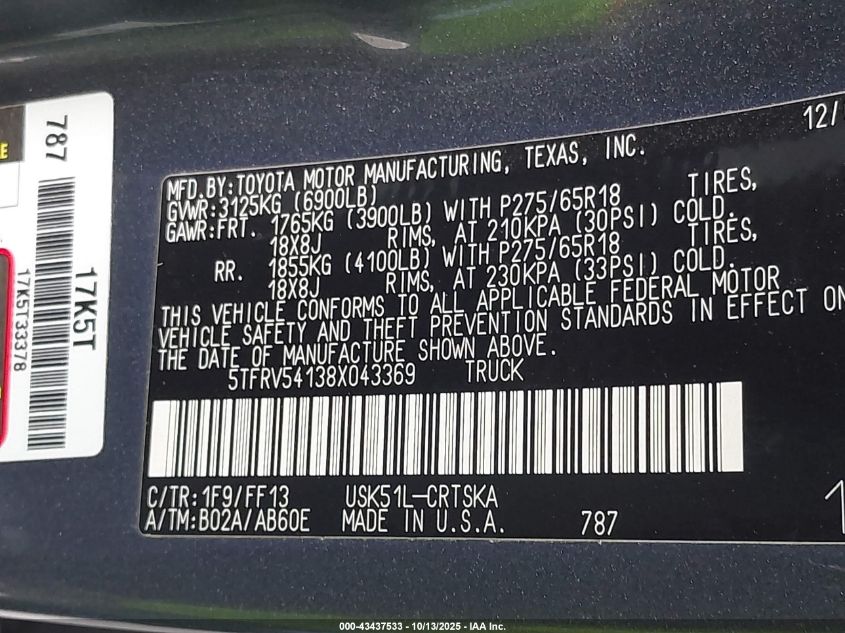 787
17K5T
17K5T33378
12/
MFD.BY:TOYOTA MOTOR MANUFACTURING, TEXAS, INC.
GVWR:3125KG (6900LB)
GAWR:FRT. 1765KG (3900LB) WITH P275/65R18 TIRES,
18X8J RIMS, AT 210KPA (30PSI) COLD.
RR. 1855KG (4100LB) WITH P275/65R18 TIRES,
18X8J RIMS, AT 230KPA (33PSI) COLD.
THIS VEHICLE CONFORMS TO ALL APPLICABLE FEDERAL MOTOR
VEHICLE SAFETY AND THEFT PREVENTION STANDARDS IN EFFECT ON
THE DATE OF MANUFACTURE SHOWN ABOVE.
5TFRV54138X043369 TRUCK
C/TR:1F9/FF13 USK51L-CRTSKA
A/TM:B02A/AB60E MADE IN U.S.A. 787
1
000-43437533 - 10/13/2025 - IAA Inc.